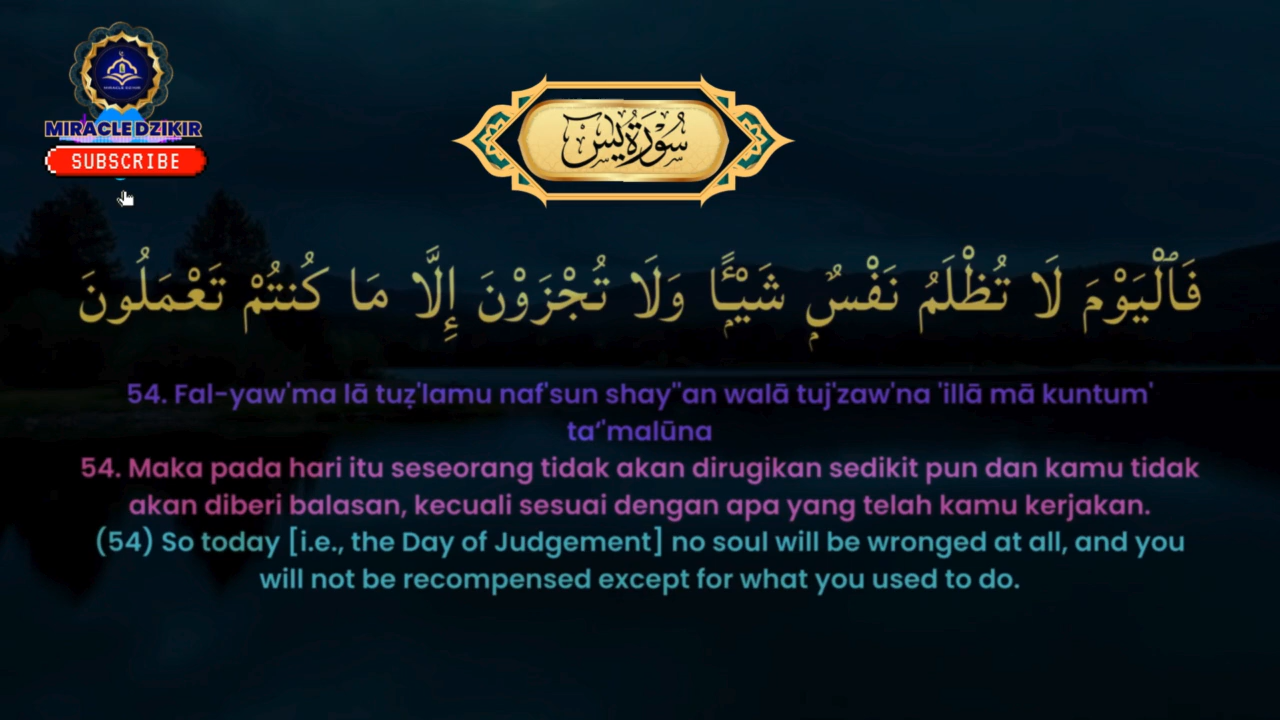 MIRACLE DZIKIR
SUBSCRIBE
سُورَةُ يسٓ
فَٱلْيَوْمَ لَا تُظْلَمُ نَفْسٌ شَيْـًٔا وَلَا تُجْزَوْنَ إِلَّا مَا كُنتُمْ تَعْمَلُونَ
54. Fal-yaw'ma lā tuẓ'lamu naf'sun shay''an walā tuj'zaw'na 'illā mā kuntum'
ta‘'malūna
54. Maka pada hari itu seseorang tidak akan dirugikan sedikit pun dan kamu tidak
akan diberi balasan, kecuali sesuai dengan apa yang telah kamu kerjakan.
(54) So today [i.e., the Day of Judgement] no soul will be wronged at all, and you
will not be recompensed except for what you used to do.